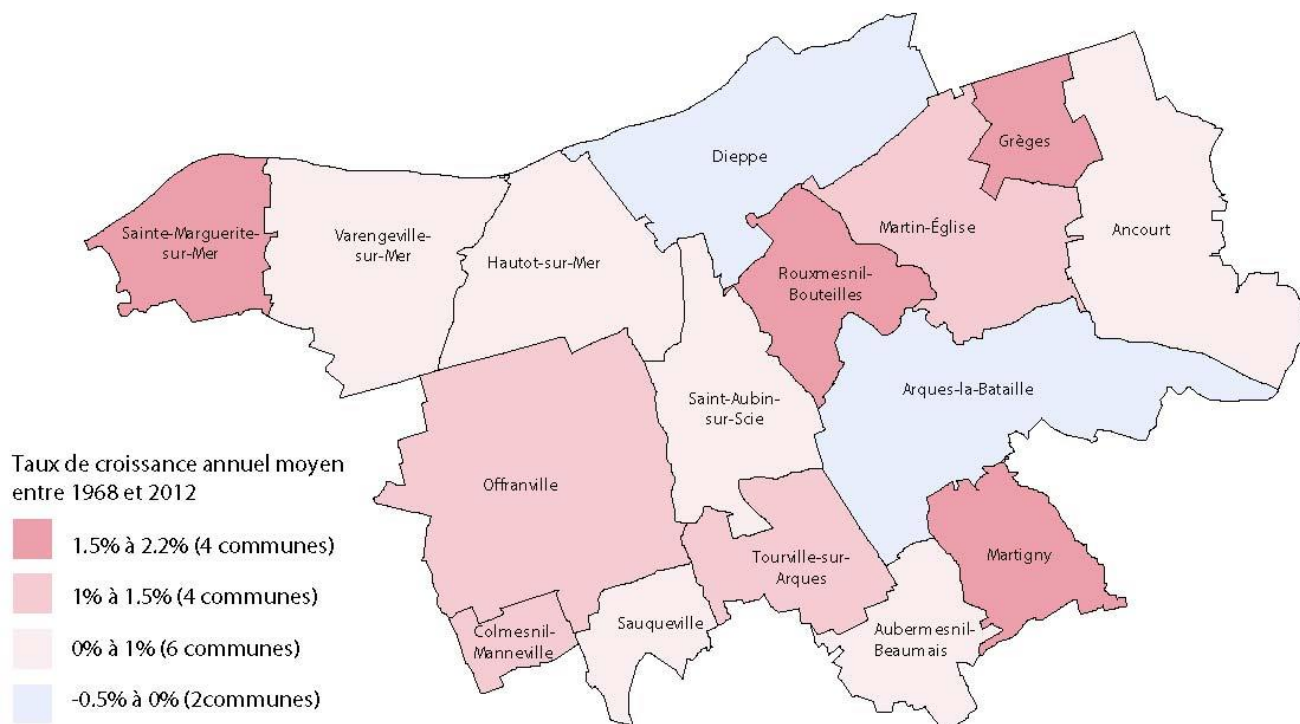 Dieppe
Grèges
Sainte-Marguerite-
sur-Mer
Varengeville-
sur-Mer
Hautot-sur-Mer
Martin-Église
Ancourt
Rouxmesnil-
Bouteilles
Saint-Aubin-
sur-Scie
Arques-la-Bataille
Offranville
Tourville-sur-
Arques
Martigny
Colmesnil-
Manneville
Sauqueville
Aubermesnil-
Beaumais
Taux de croissance annuel moyen
entre 1968 et 2012
1.5% à 2.2% (4 communes)
1% à 1.5% (4 communes)
0% à 1% (6 communes)
-0.5% à 0% (2communes)